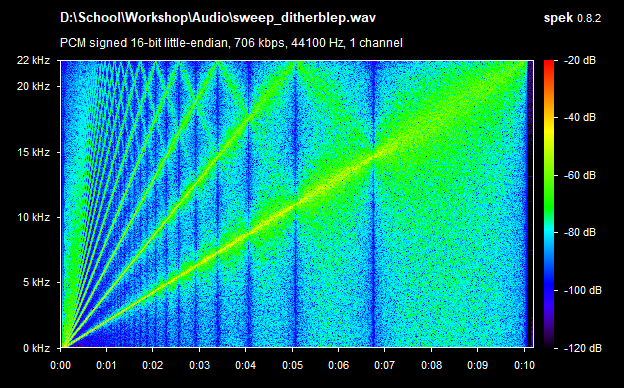 D:\School\Workshop\Audio\sweep_ditherblep.wav
spek 0.8.2
PCM signed 16-bit little-endian, 706 kbps, 44100 Hz, 1 channel
22 kHz
20 kHz
15 kHz
10 kHz
5 kHz
0 kHz
-20 dB
-40 dB
-60 dB
-80 dB
-100 dB
-120 dB
0:00 0:01 0:02 0:03 0:04 0:05 0:06 0:07 0:08 0:09 0:10